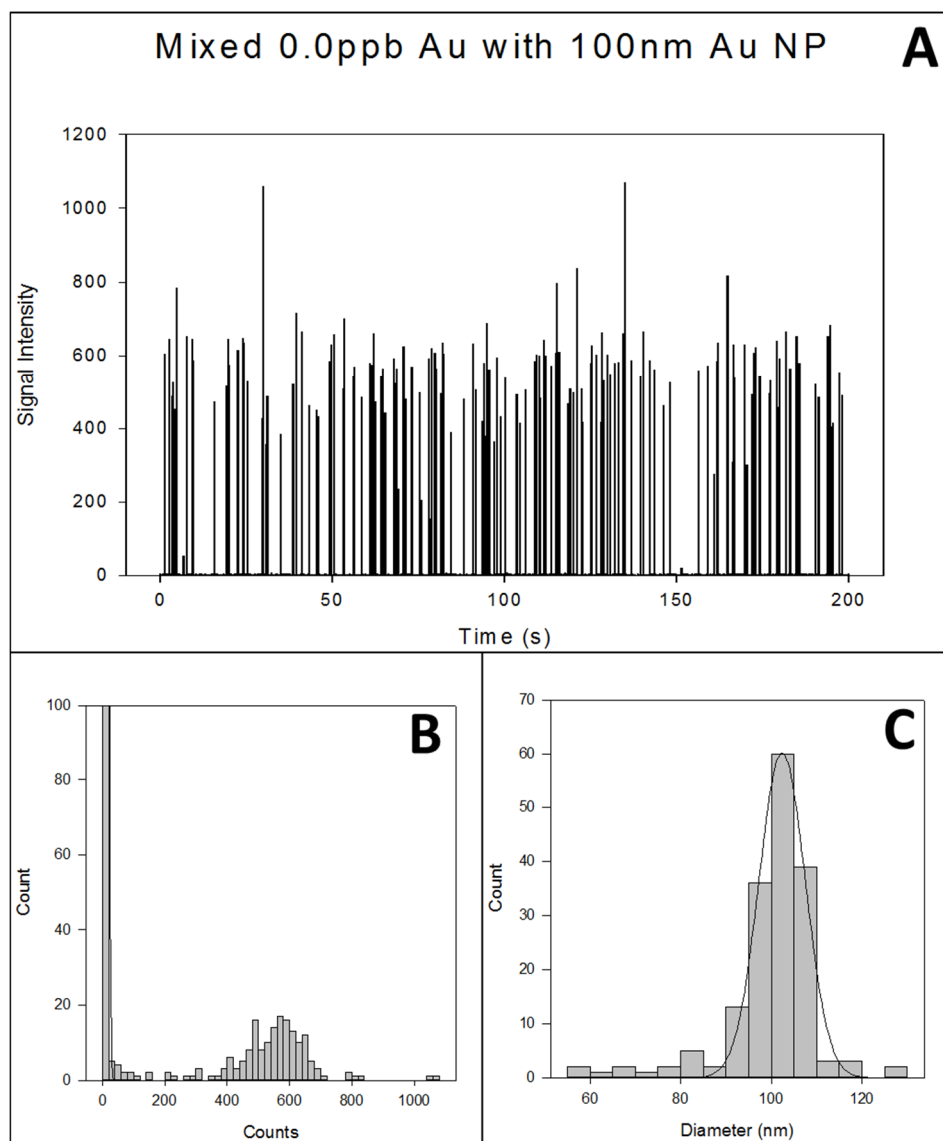 Mixed 0.0ppb Au with 100nm Au NP
A
1200
1000
800
600
400
200
0
Signal Intensity
0 50 100 150 200
Time (s)
B
100
80
60
40
20
0
Count
0 200 400 600 800 1000
Counts
C
70
60
50
40
30
20
10
0
Count
60 80 100 120
Diameter (nm)